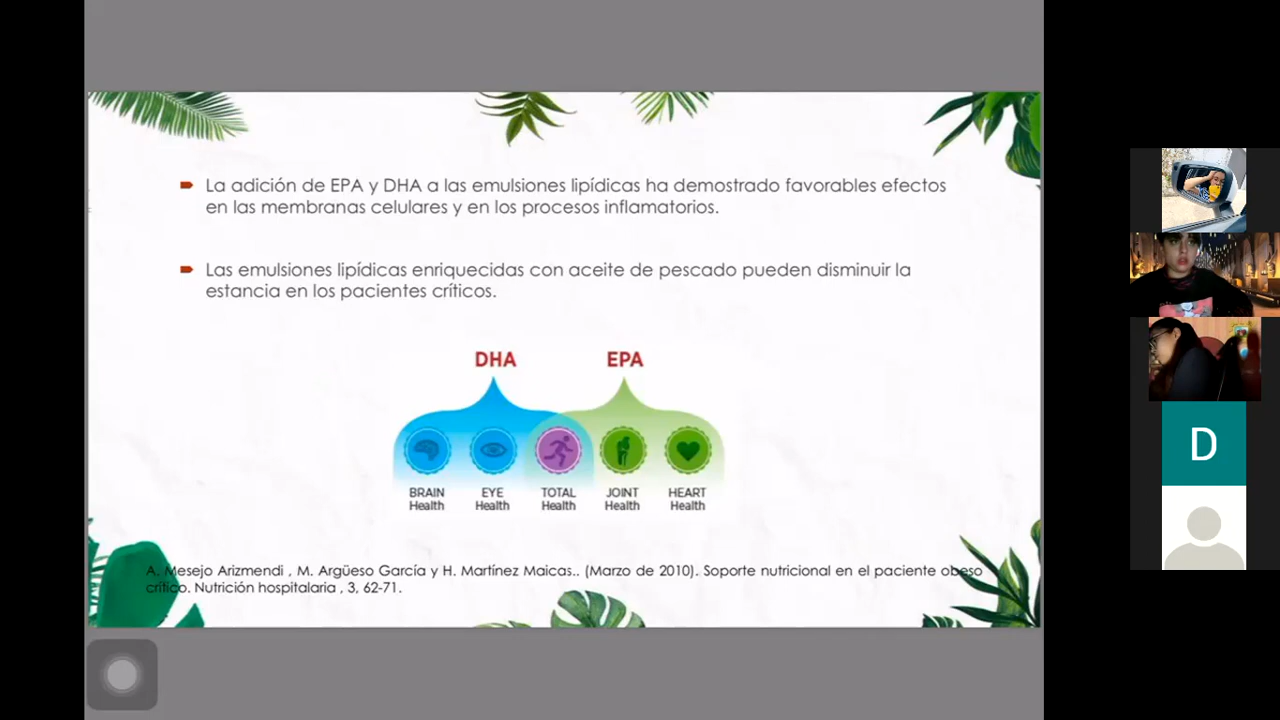 La adición de EPA y DHA a las emulsiones lipídicas ha demostrado favorables efectos
en las membranas celulares y en los procesos inflamatorios.
Las emulsiones lipídicas enriquecidas con aceite de pescado pueden disminuir la
estancia en los pacientes críticos.
DHA EPA
BRAIN EYE TOTAL JOINT HEART
Health Health Health Health Health
A. Mesejo Arizmendi , M. Argüeso García y H. Martínez Maicas.. (Marzo de 2010). Soporte nutricional en el paciente obeso
crítico. Nutrición hospitalaria , 3, 62-71.
D